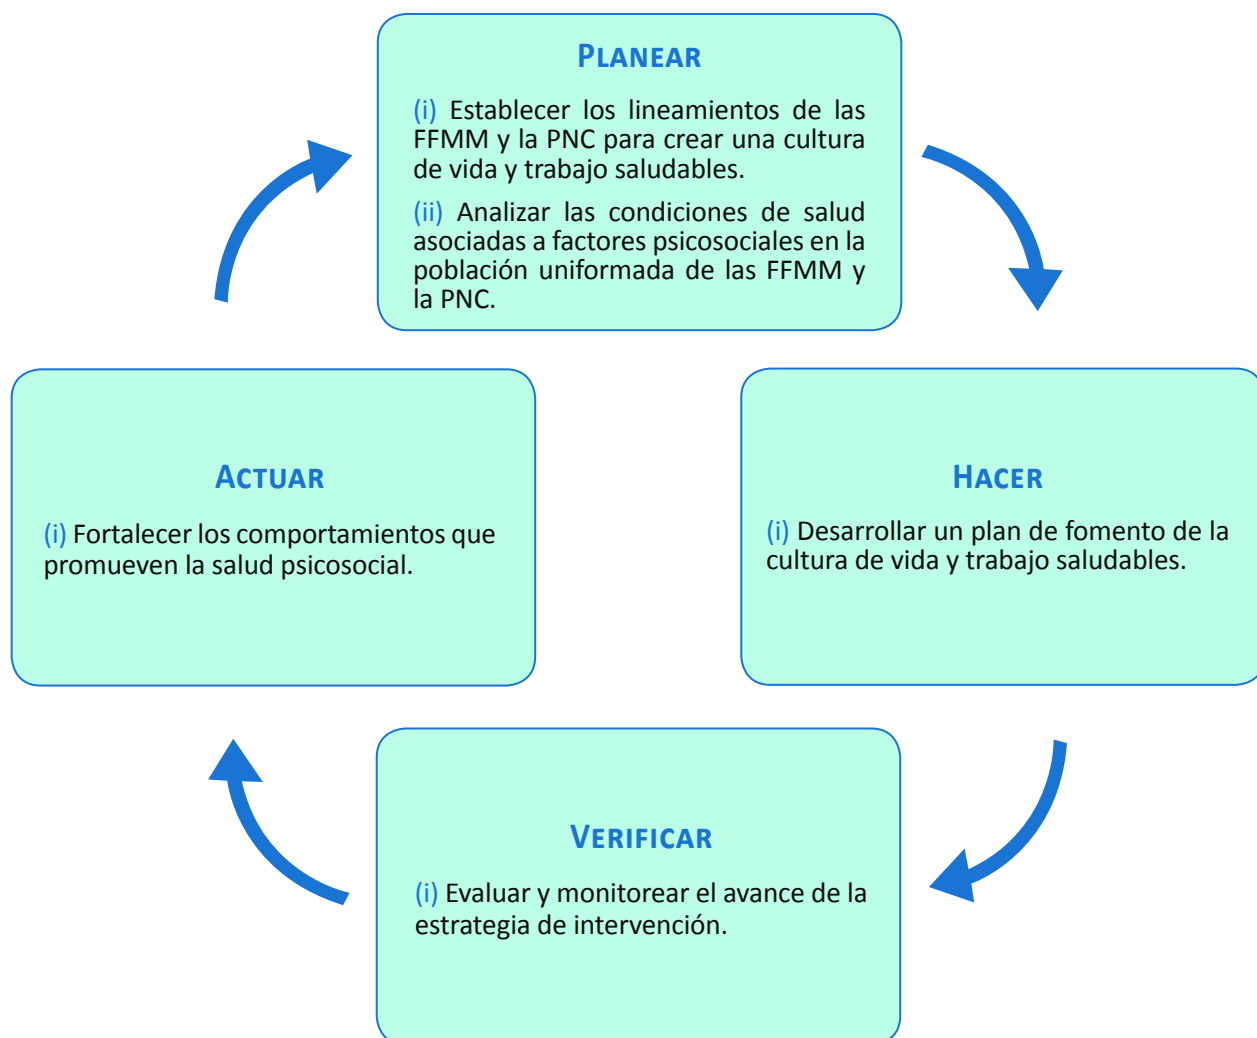 PLANEAR
(i) Establecer los lineamientos de las
FFMM y la PNC para crear una cultura
de vida y trabajo saludables.
(ii) Analizar las condiciones de salud
asociadas a factores psicosociales en la
población uniformada de las FFMM y
la PNC.
HACER
(i) Desarrollar un plan de fomento de la
cultura de vida y trabajo saludables.
VERIFICAR
(i) Evaluar y monitorear el avance de la
estrategia de intervención.
ACTUAR
(i) Fortalecer los comportamientos que
promueven la salud psicosocial.